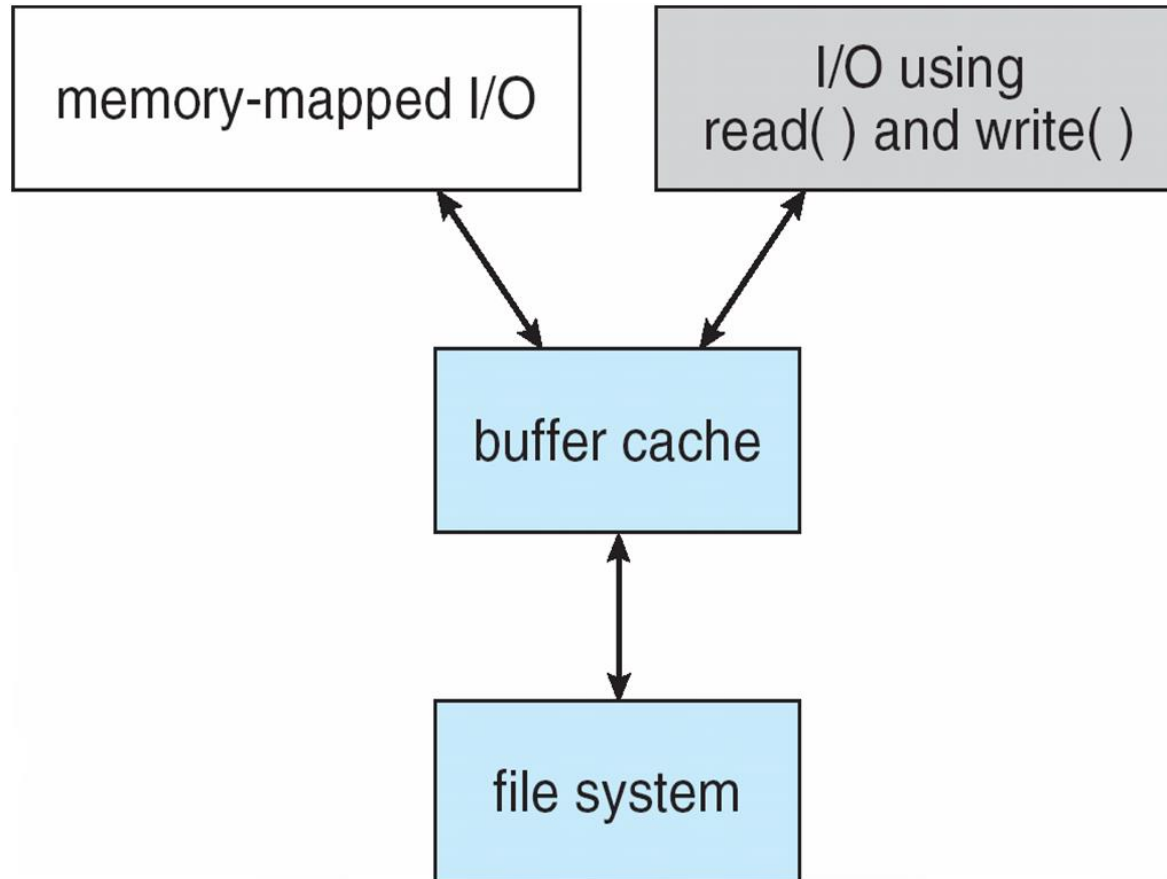 memory-mapped I/O
I/O using
read( ) and write( )
buffer cache
file system